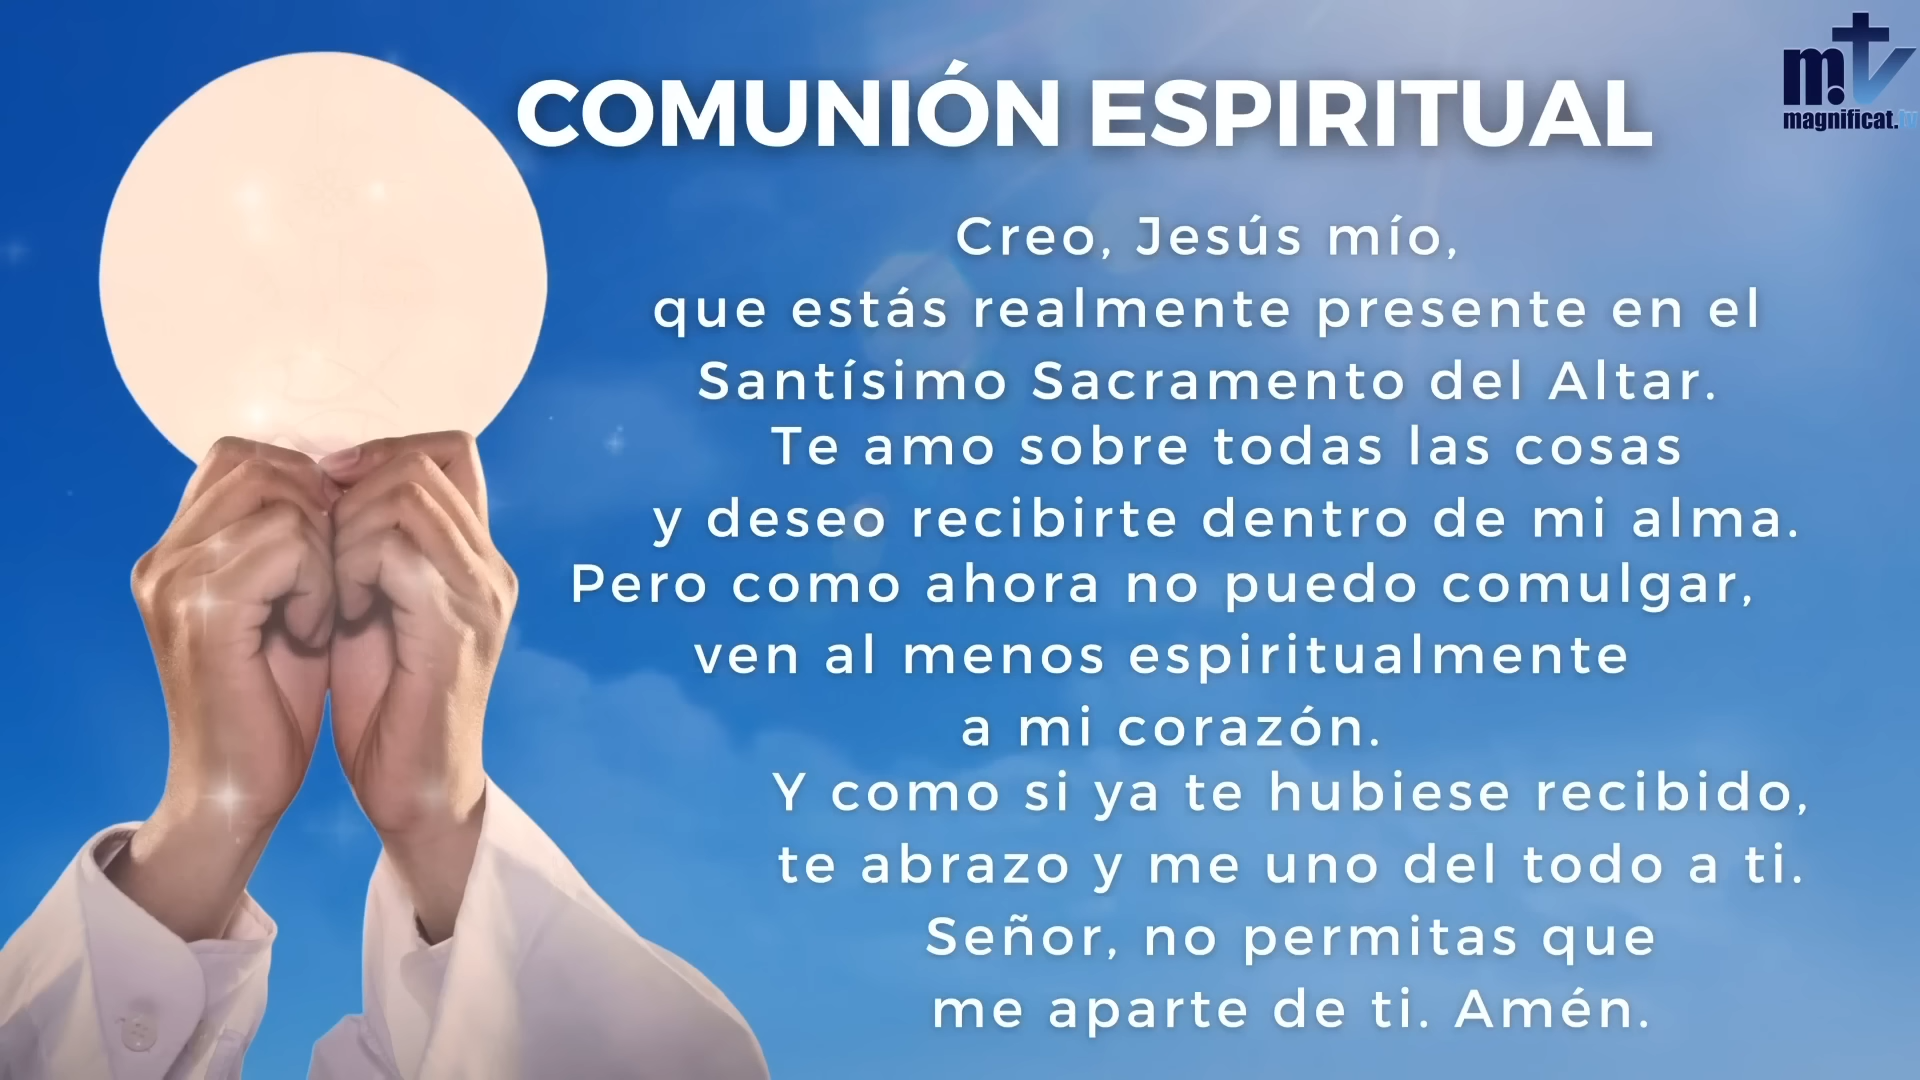 COMUNIÓN ESPIRITUAL
mtv
magnificat.tv
Creo, Jesús mío,
que estás realmente presente en el
Santísimo Sacramento del Altar.
Te amo sobre todas las cosas
y deseo recibirte dentro de mi alma.
Pero como ahora no puedo comulgar,
ven al menos espiritualmente
a mi corazón.
Y como si ya te hubiese recibido,
te abrazo y me uno del todo a ti.
Señor, no permitas que
me aparte de ti. Amén.